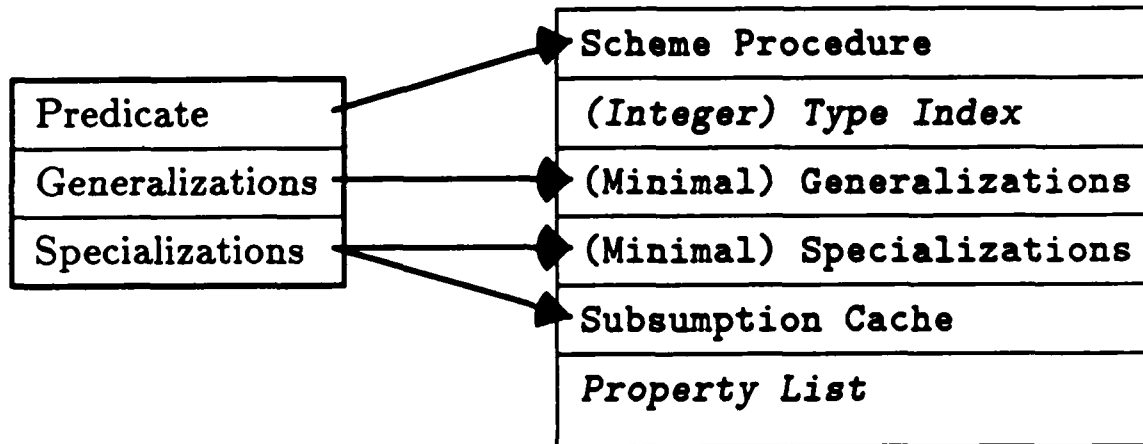 Predicate
Generalizations
Specializations
Scheme Procedure
(Integer) Type Index
(Minimal) Generalizations
(Minimal) Specializations
Subsumption Cache
Property List